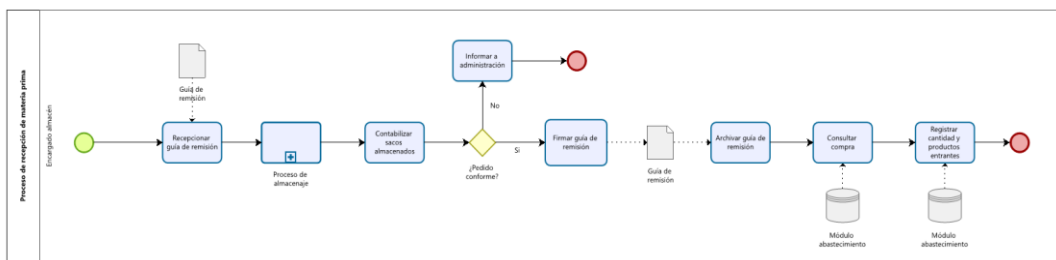 Proceso de recepción de materia prima
Encargado almacén
Guía de
remisión
Recepcionar
guía de remisión
Proceso de
almacenaje
Contabilizar
sacos
almacenados
¿Pedido
conforme?
No
Informar a
administración
Si
Firmar guía de
remisión
Guía de
remisión
Archivar guía de
remisión
Consultar
compra
Módulo
abastecimiento
Registrar
cantidad y
productos
entrantes
Módulo
abastecimiento